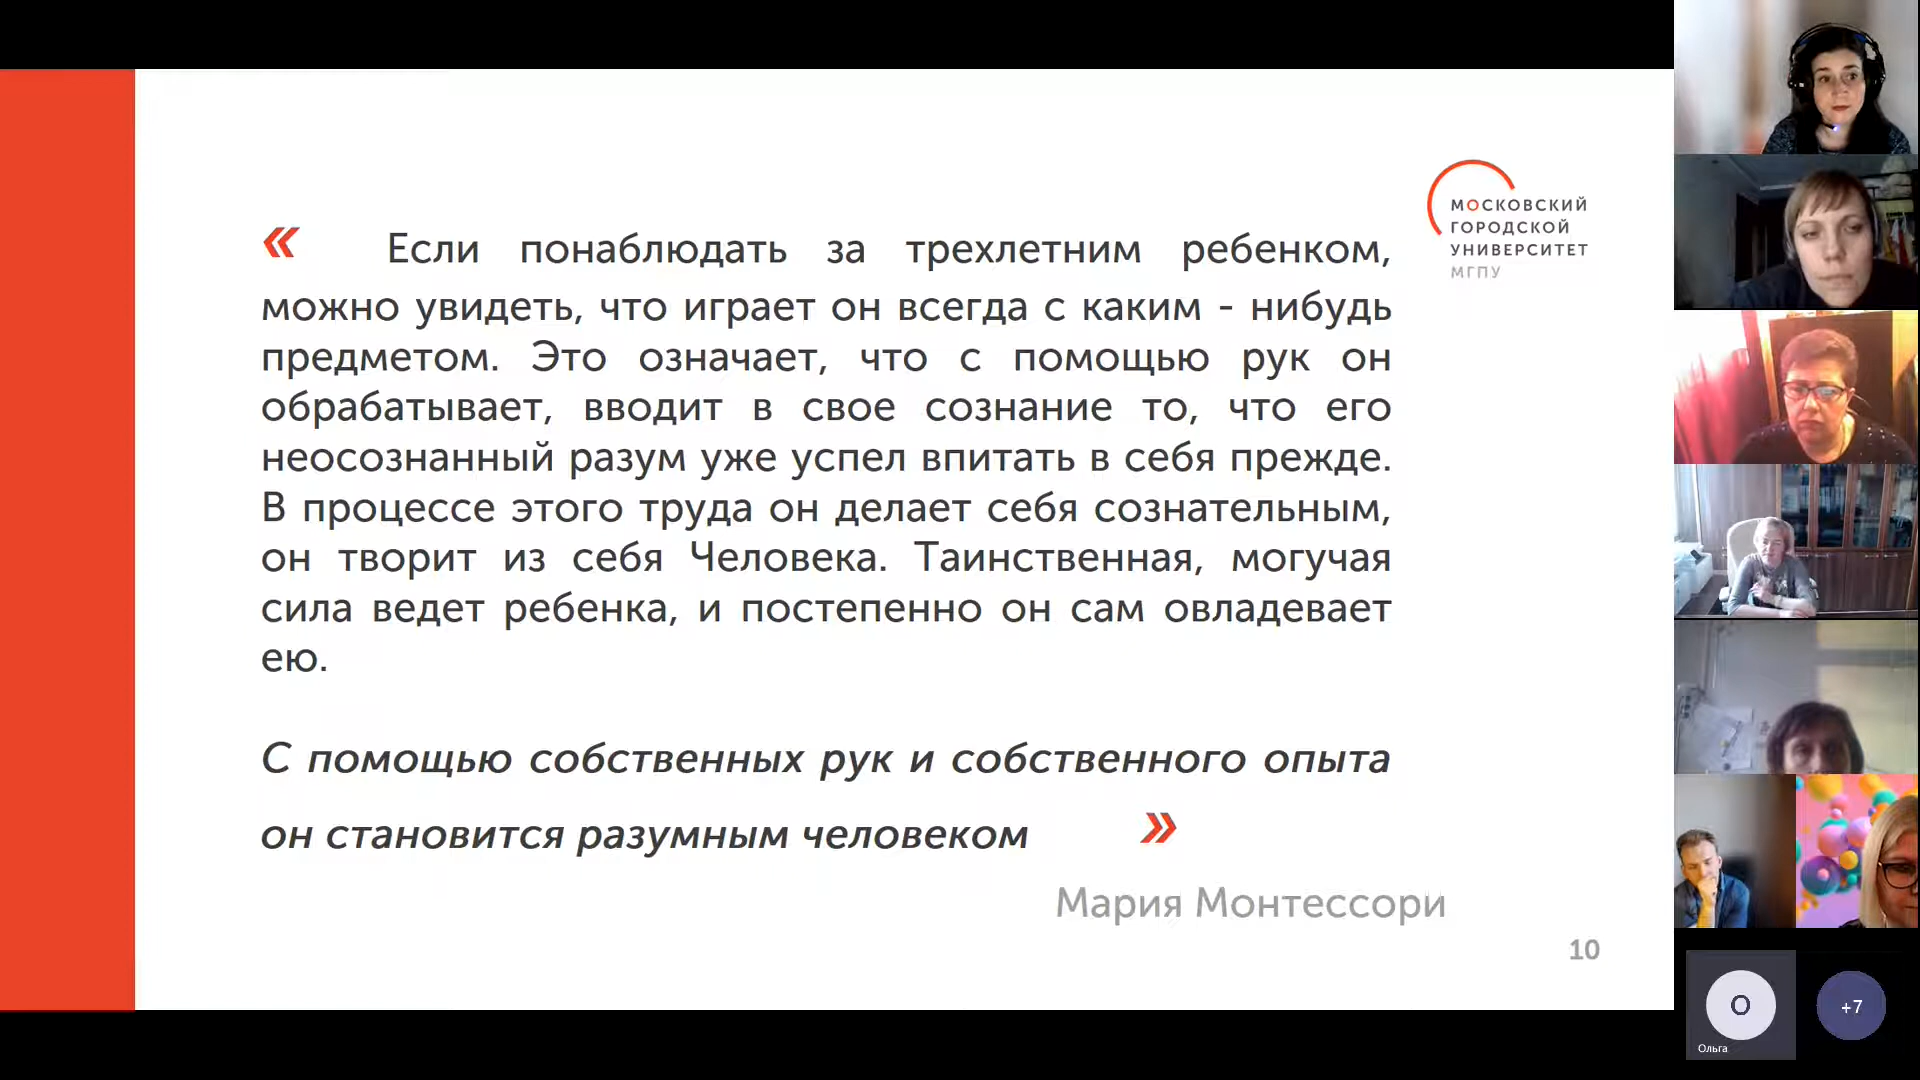 « Если понаблюдать за трехлетним ребенком,
можно увидеть, что играет он всегда с каким - нибудь
предметом. Это означает, что с помощью рук он
обрабатывает, вводит в свое сознание то, что его
неосознанный разум уже успел впитать в себя прежде.
В процессе этого труда он делает себя сознательным,
он творит из себя Человека. Таинственная, могучая
сила ведет ребенка, и постепенно он сам овладевает
ею.
С помощью собственных рук и собственного опыта
он становится разумным человеком »
Мария Монтессори
10
МОСКОВСКИЙ
ГОРОДСКОЙ
УНИВЕРСИТЕТ
МГПУ
О
Ольга
+7